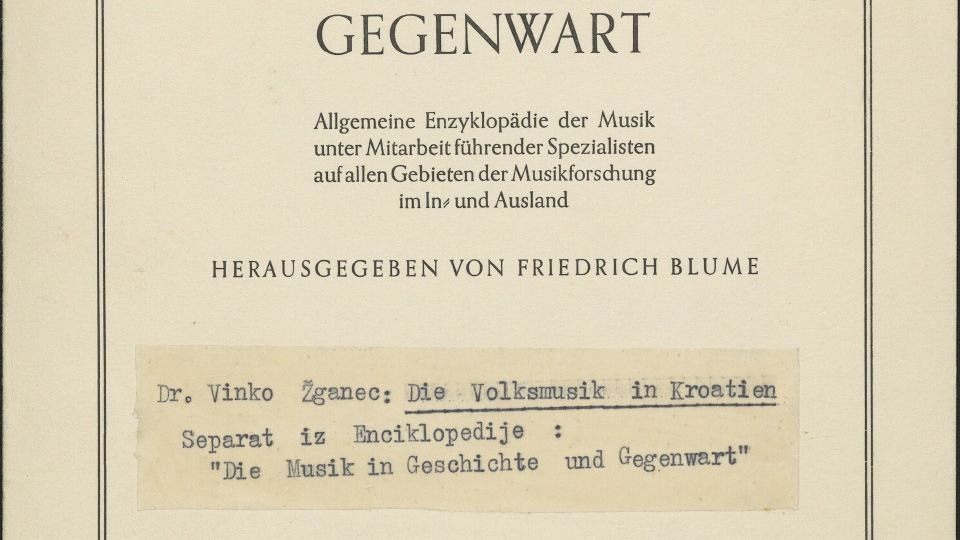 GEGENWART
Allgemeine Enzyklopädie der Musik
unter Mitarbeit führender Spezialisten
auf allen Gebieten der Musikforschung
im In- und Ausland
HERAUSGEGEBEN VON FRIEDRICH BLUME
Dr. Vinko Žganec: Die Volksmusik in Kroatien
Separat iz Enciklopedije :
"Die Musik in Geschichte und Gegenwart"